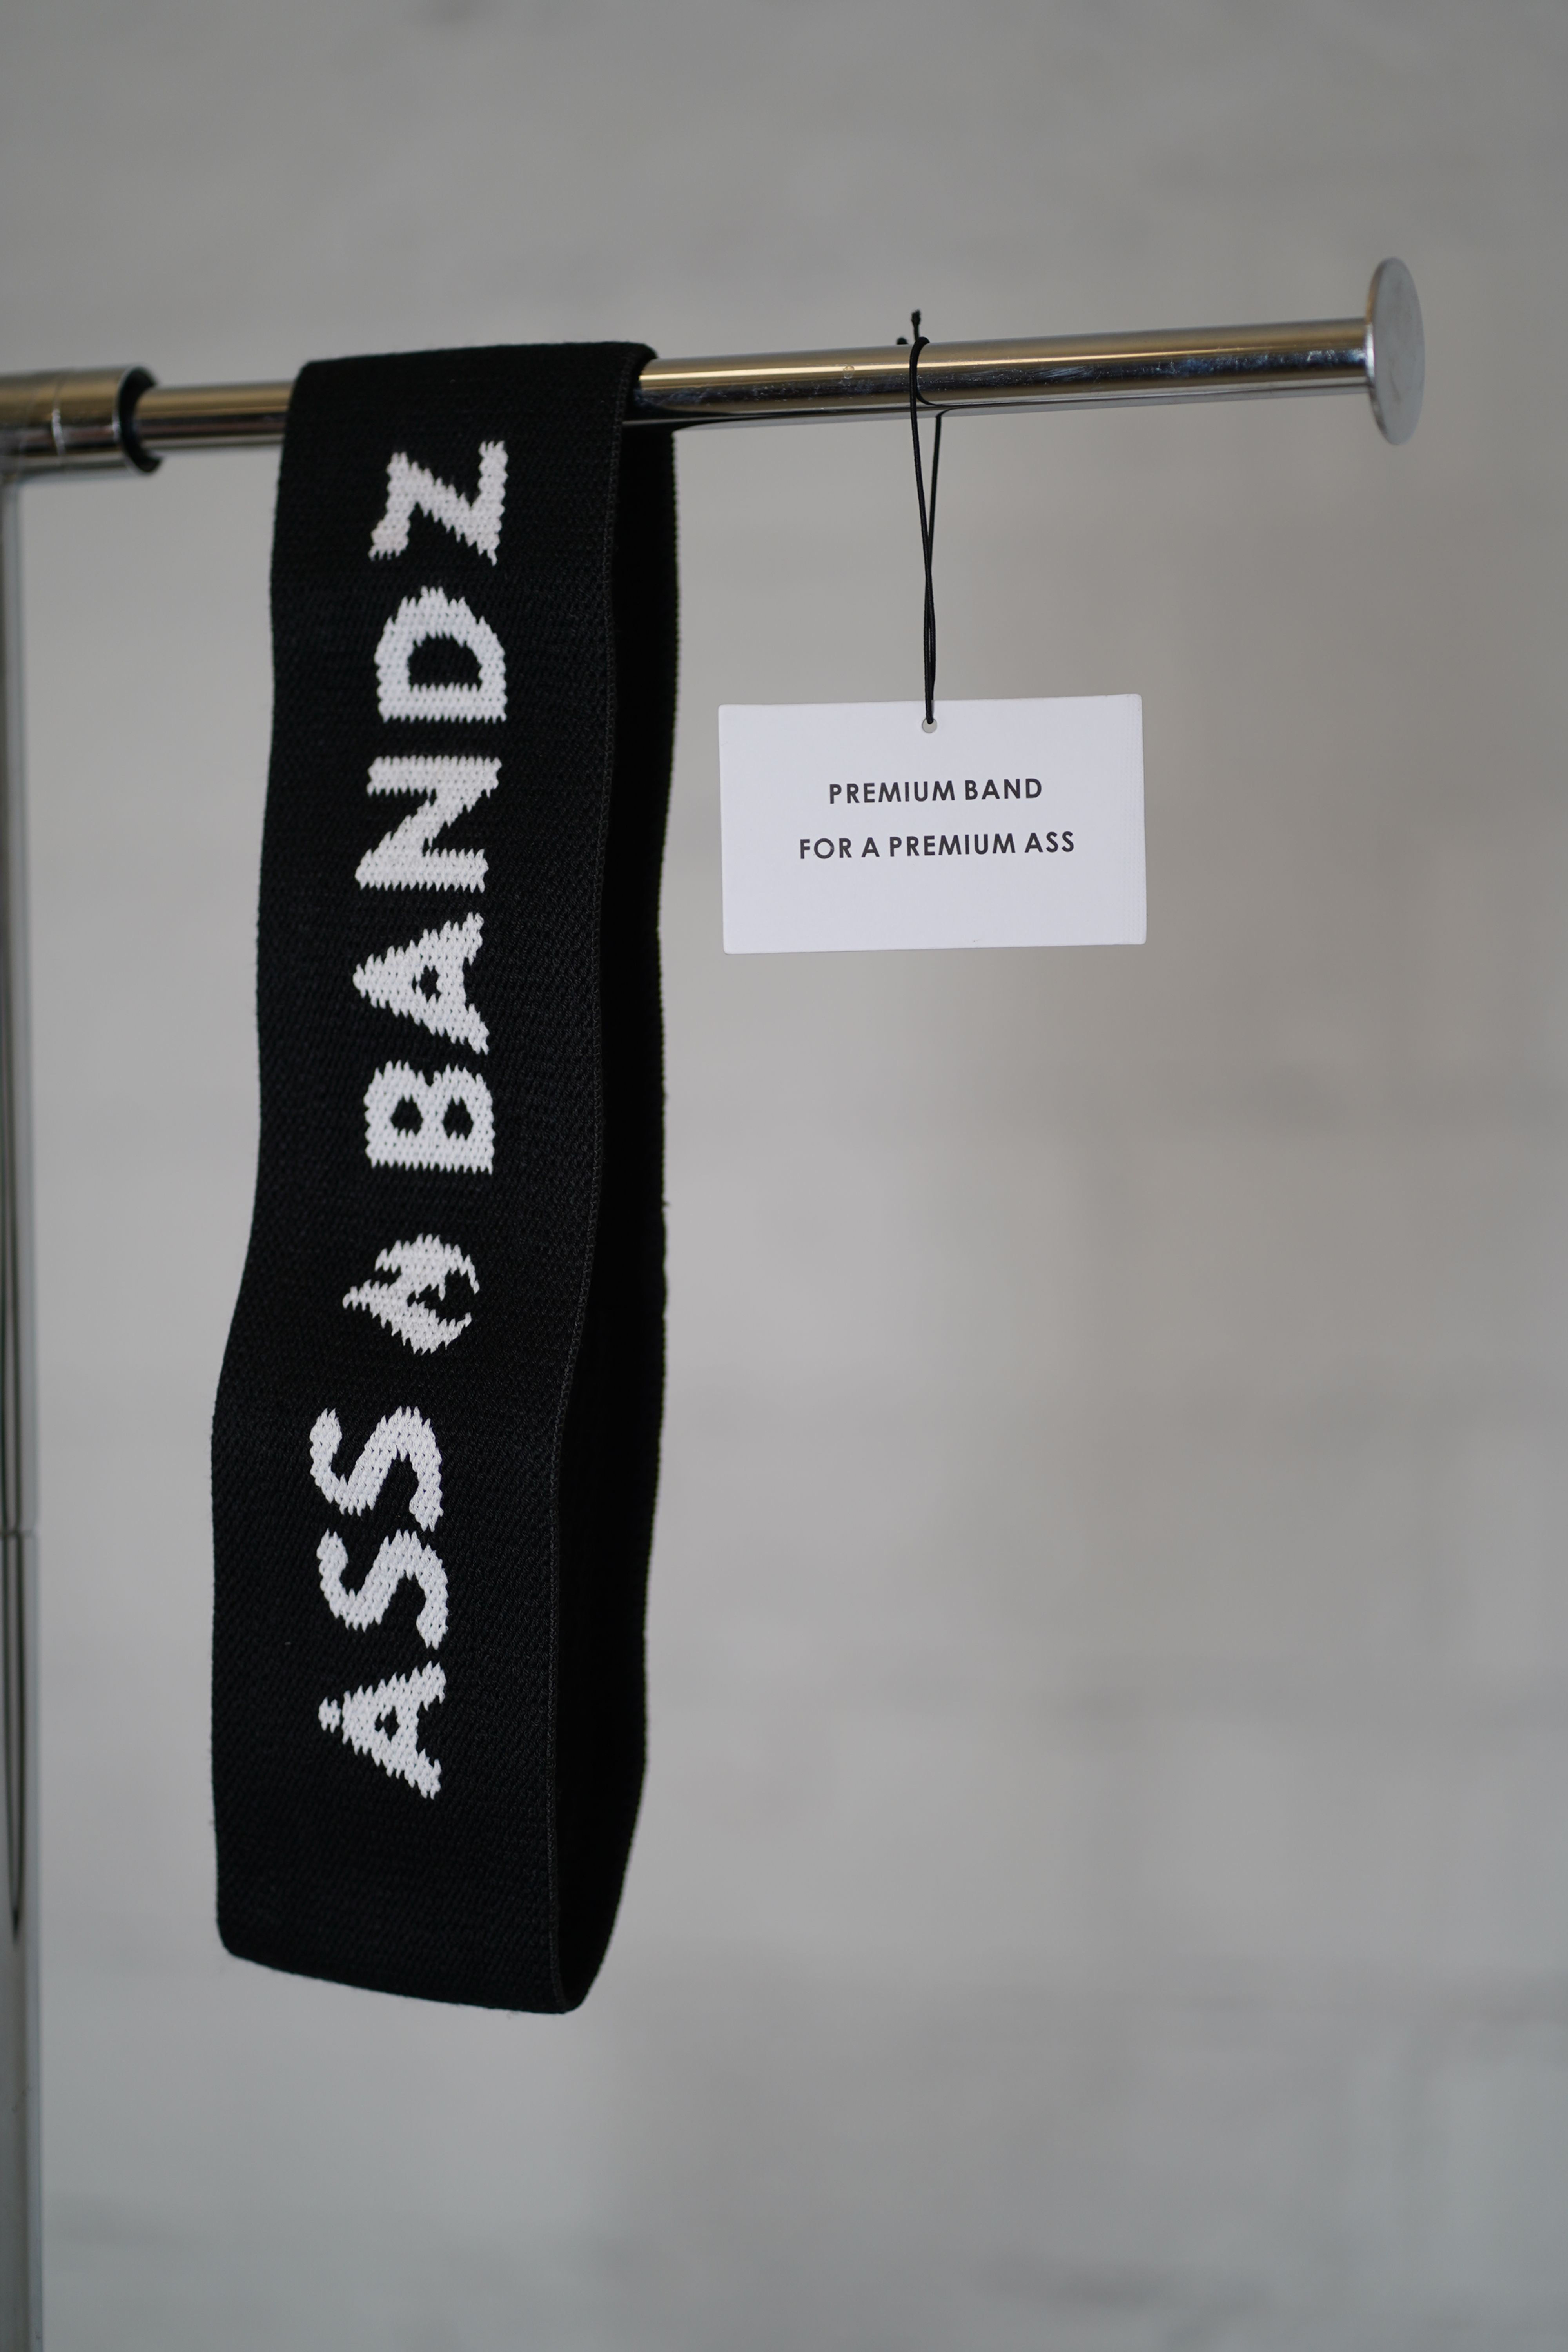 ASS BANDZ
PREMIUM BAND
FOR A PREMIUM ASS